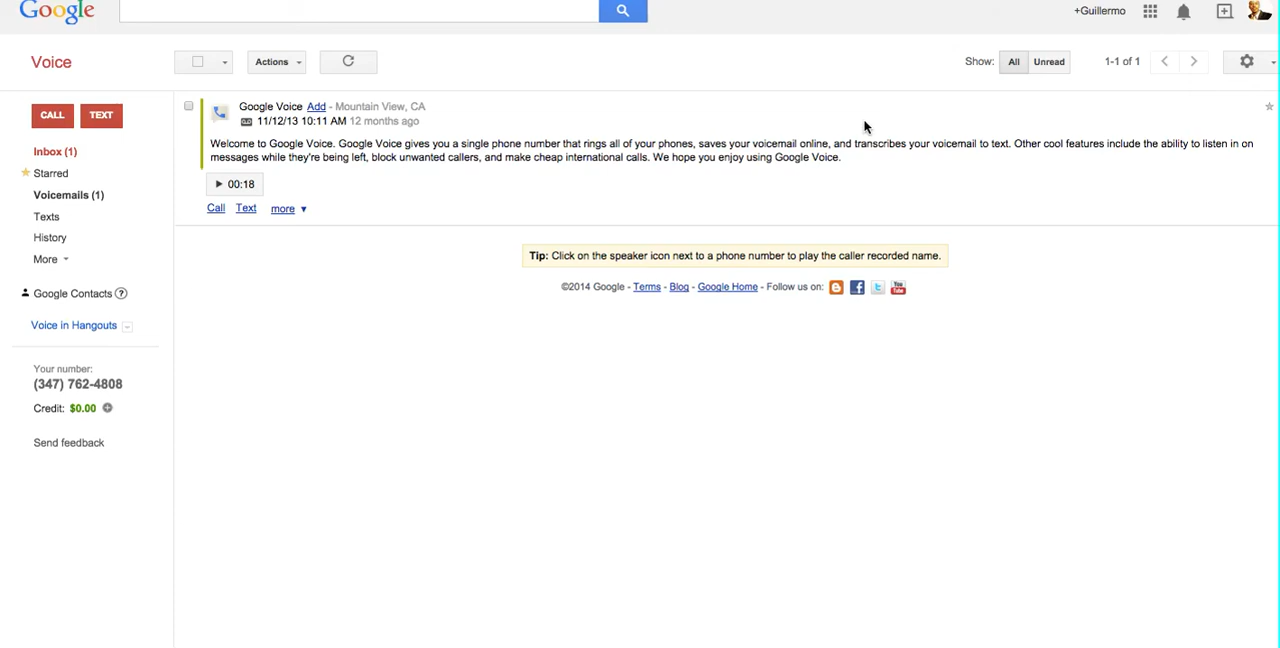 Google
+Guillermo
Voice
Actions
Show: All Unread
1-1 of 1
CALL TEXT
Inbox (1)
Starred
Voicemails (1)
Texts
History
More
Google Contacts ?
Voice in Hangouts
Your number:
(347) 762-4808
Credit: $0.00
Send feedback
Google Voice Add - Mountain View, CA
11/12/13 10:11 AM 12 months ago
Welcome to Google Voice. Google Voice gives you a single phone number that rings all of your phones, saves your voicemail online, and transcribes your voicemail to text. Other cool features include the ability to listen in on
messages while they're being left, block unwanted callers, and make cheap international calls. We hope you enjoy using Google Voice.
00:18
Call Text more ▼
Tip: Click on the speaker icon next to a phone number to play the caller recorded name.
©2014 Google - Terms - Blog - Google Home - Follow us on: